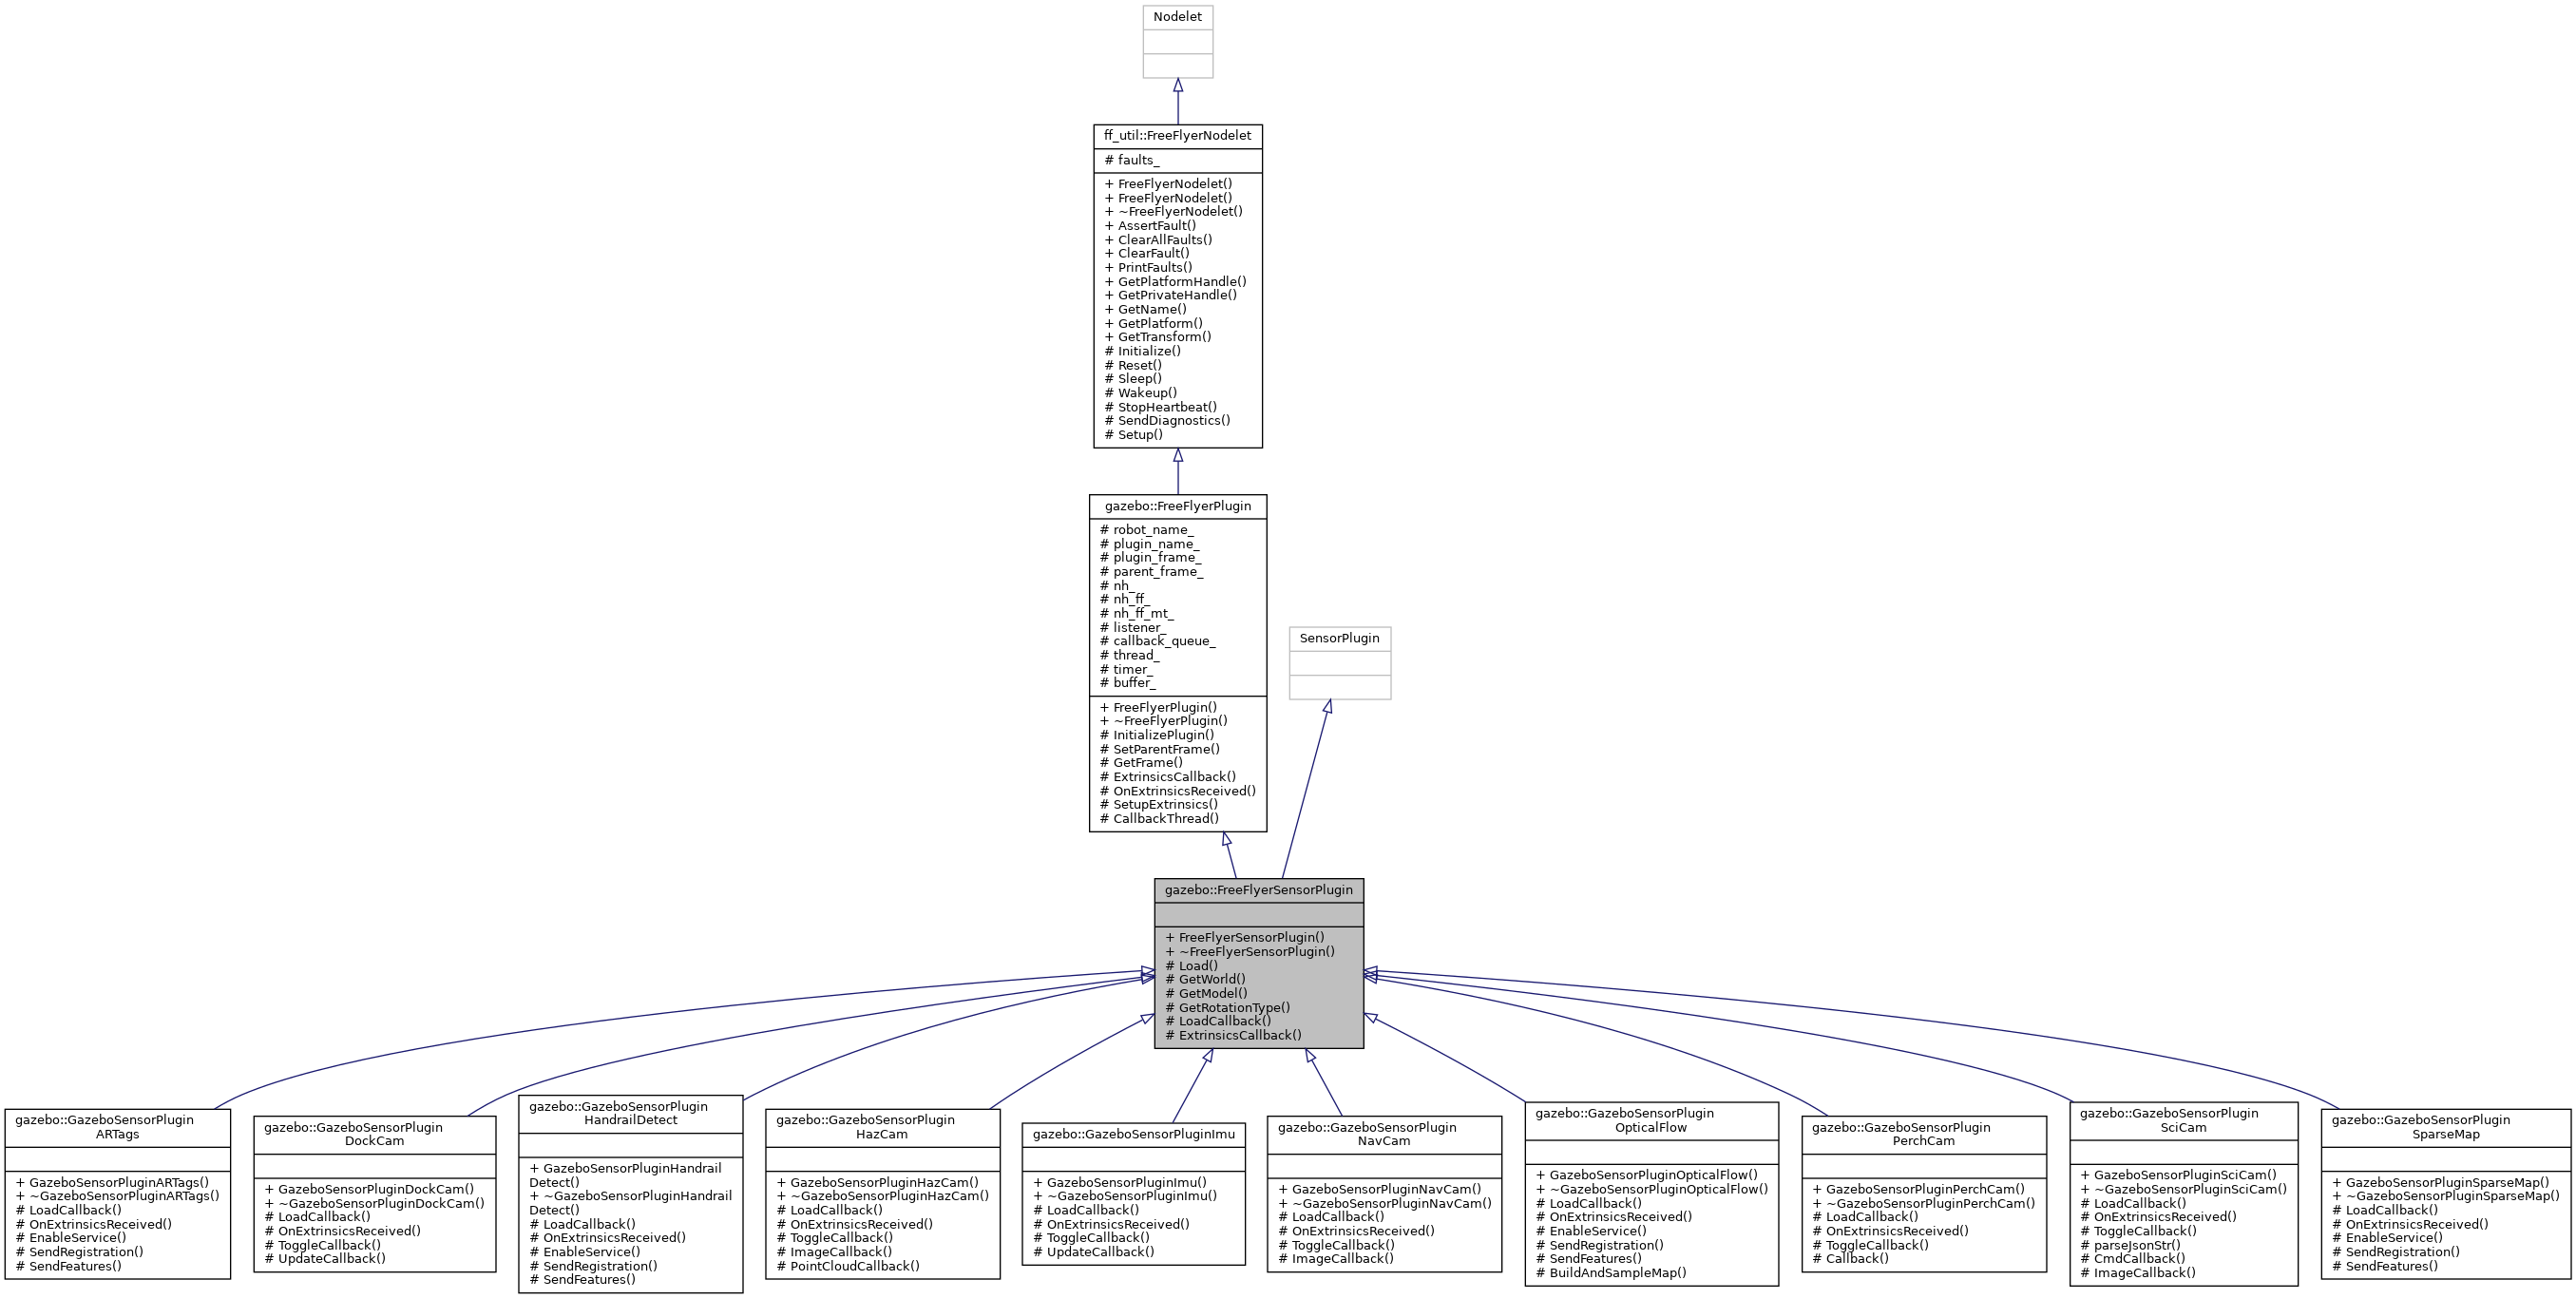 Nodelet
ff_util::FreeFlyerNodelet
# faults_
+ FreeFlyerNodelet()
+ FreeFlyerNodelet()
+ ~FreeFlyerNodelet()
+ AssertFault()
+ ClearAllFaults()
+ ClearFault()
+ PrintFaults()
+ GetPlatformHandle()
+ GetPrivateHandle()
+ GetName()
+ GetPlatform()
+ GetTransform()
# Initialize()
# Reset()
# Sleep()
# Wakeup()
# StopHeartbeat()
# SendDiagnostics()
# Setup()
gazebo::FreeFlyerPlugin
# robot_name_
# plugin_name_
# plugin_frame_
# parent_frame_
# nh_
# nh_ff_
# nh_ff_mt_
# listener_
# callback_queue_
# thread_
# timer_
# buffer_
+ FreeFlyerPlugin()
+ ~FreeFlyerPlugin()
# InitializePlugin()
# SetParentFrame()
# GetFrame()
# ExtrinsicsCallback()
# OnExtrinsicsReceived()
# SetupExtrinsics()
# CallbackThread()
SensorPlugin
gazebo::FreeFlyerSensorPlugin
+ FreeFlyerSensorPlugin()
+ ~FreeFlyerSensorPlugin()
# Load()
# GetWorld()
# GetModel()
# GetRotationType()
# LoadCallback()
# ExtrinsicsCallback()
gazebo::GazeboSensorPlugin
ARTags
+ GazeboSensorPluginARTags()
+ ~GazeboSensorPluginARTags()
# LoadCallback()
# OnExtrinsicsReceived()
# EnableService()
# SendRegistration()
# SendFeatures()
gazebo::GazeboSensorPlugin
DockCam
+ GazeboSensorPluginDockCam()
+ ~GazeboSensorPluginDockCam()
# LoadCallback()
# OnExtrinsicsReceived()
# ToggleCallback()
# UpdateCallback()
gazebo::GazeboSensorPlugin
HandrailDetect
+ GazeboSensorPluginHandrail
Detect()
+ ~GazeboSensorPluginHandrail
Detect()
# LoadCallback()
# OnExtrinsicsReceived()
# EnableService()
# SendRegistration()
# SendFeatures()
gazebo::GazeboSensorPlugin
HazCam
+ GazeboSensorPluginHazCam()
+ ~GazeboSensorPluginHazCam()
# LoadCallback()
# OnExtrinsicsReceived()
# ToggleCallback()
# ImageCallback()
# PointCloudCallback()
gazebo::GazeboSensorPluginImu
+ GazeboSensorPluginImu()
+ ~GazeboSensorPluginImu()
# LoadCallback()
# OnExtrinsicsReceived()
# ToggleCallback()
# UpdateCallback()
gazebo::GazeboSensorPlugin
NavCam
+ GazeboSensorPluginNavCam()
+ ~GazeboSensorPluginNavCam()
# LoadCallback()
# OnExtrinsicsReceived()
# ToggleCallback()
# ImageCallback()
gazebo::GazeboSensorPlugin
OpticalFlow
+ GazeboSensorPluginOpticalFlow()
+ ~GazeboSensorPluginOpticalFlow()
# LoadCallback()
# OnExtrinsicsReceived()
# EnableService()
# SendRegistration()
# SendFeatures()
# BuildAndSampleMap()
gazebo::GazeboSensorPlugin
PerchCam
+ GazeboSensorPluginPerchCam()
+ ~GazeboSensorPluginPerchCam()
# LoadCallback()
# OnExtrinsicsReceived()
# ToggleCallback()
# Callback()
gazebo::GazeboSensorPlugin
SciCam
+ GazeboSensorPluginSciCam()
+ ~GazeboSensorPluginSciCam()
# LoadCallback()
# OnExtrinsicsReceived()
# ToggleCallback()
# parseJsonStr()
# CmdCallback()
# ImageCallback()
gazebo::GazeboSensorPlugin
SparseMap
+ GazeboSensorPluginSparseMap()
+ ~GazeboSensorPluginSparseMap()
# LoadCallback()
# OnExtrinsicsReceived()
# EnableService()
# SendRegistration()
# SendFeatures()